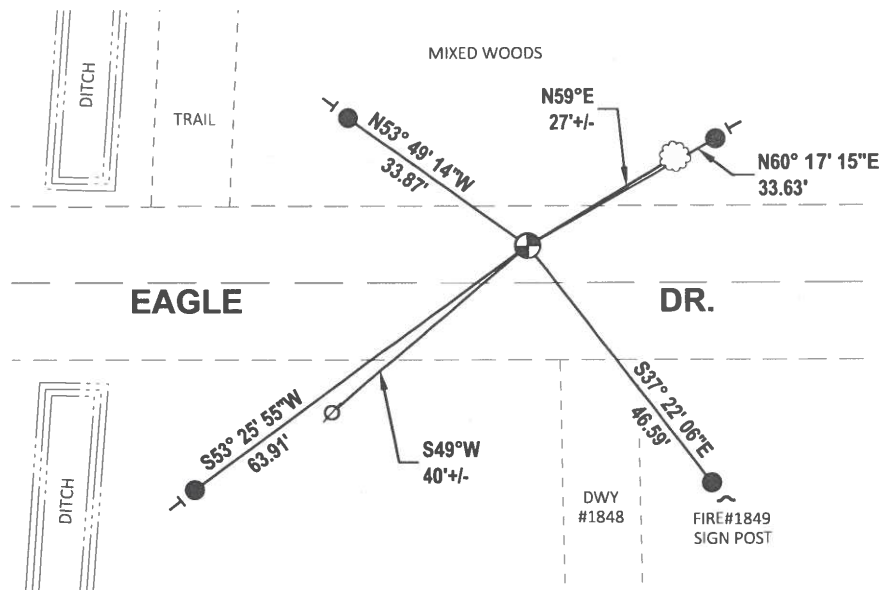 MIXED WOODS
DITCH
TRAIL
N59°E
27'+/-
N53° 49' 14"W
33.87'
N60° 17' 15"E
33.63'
EAGLE DR.
S53° 25' 55"W
63.91'
S37° 22' 06"E
46.59'
S49°W
40'+/-
DITCH
DWY
#1848
FIRE#1849
SIGN POST